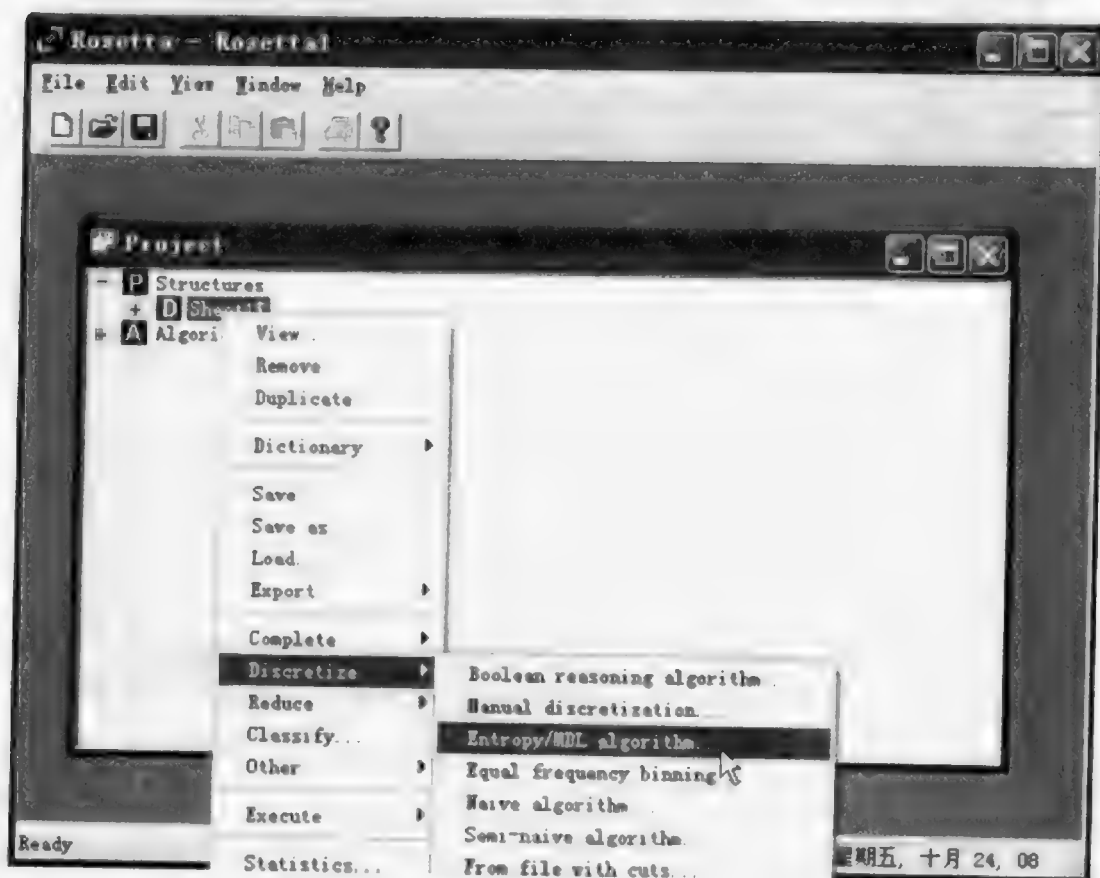 Rosetta - Rosetta1
File Edit View Window Help
Project
Structures
Algori
View
Remove
Duplicate
Dictionary
Save
Save as
Load
Export
Complete
Discretize
Reduce
Classify...
Other
Execute
Statistics...
Boolean reasoning algorithm
Manual discretization...
Entropy/MDL algorithm...
Equal frequency binning
Naive algorithm
Semi-naive algorithm.
From file with cuts...
Ready
星期五, 十月 24, 08